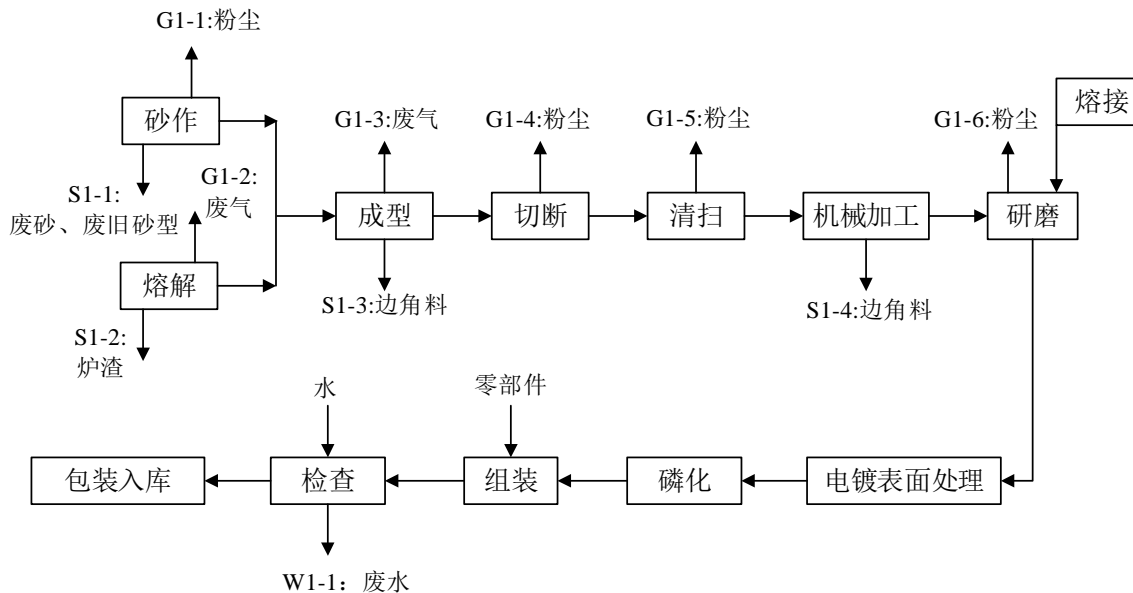 G1-1:粉尘
砂作
S1-1:
废砂、废旧砂型
G1-2:
废气
熔解
S1-2:
炉渣
G1-3:废气
成型
S1-3:边角料
G1-4:粉尘
切断
G1-5:粉尘
清扫
机械加工
S1-4:边角料
G1-6:粉尘
熔接
研磨
水
零部件
包装入库
检查
组装
磷化
电镀表面处理
W1-1：废水